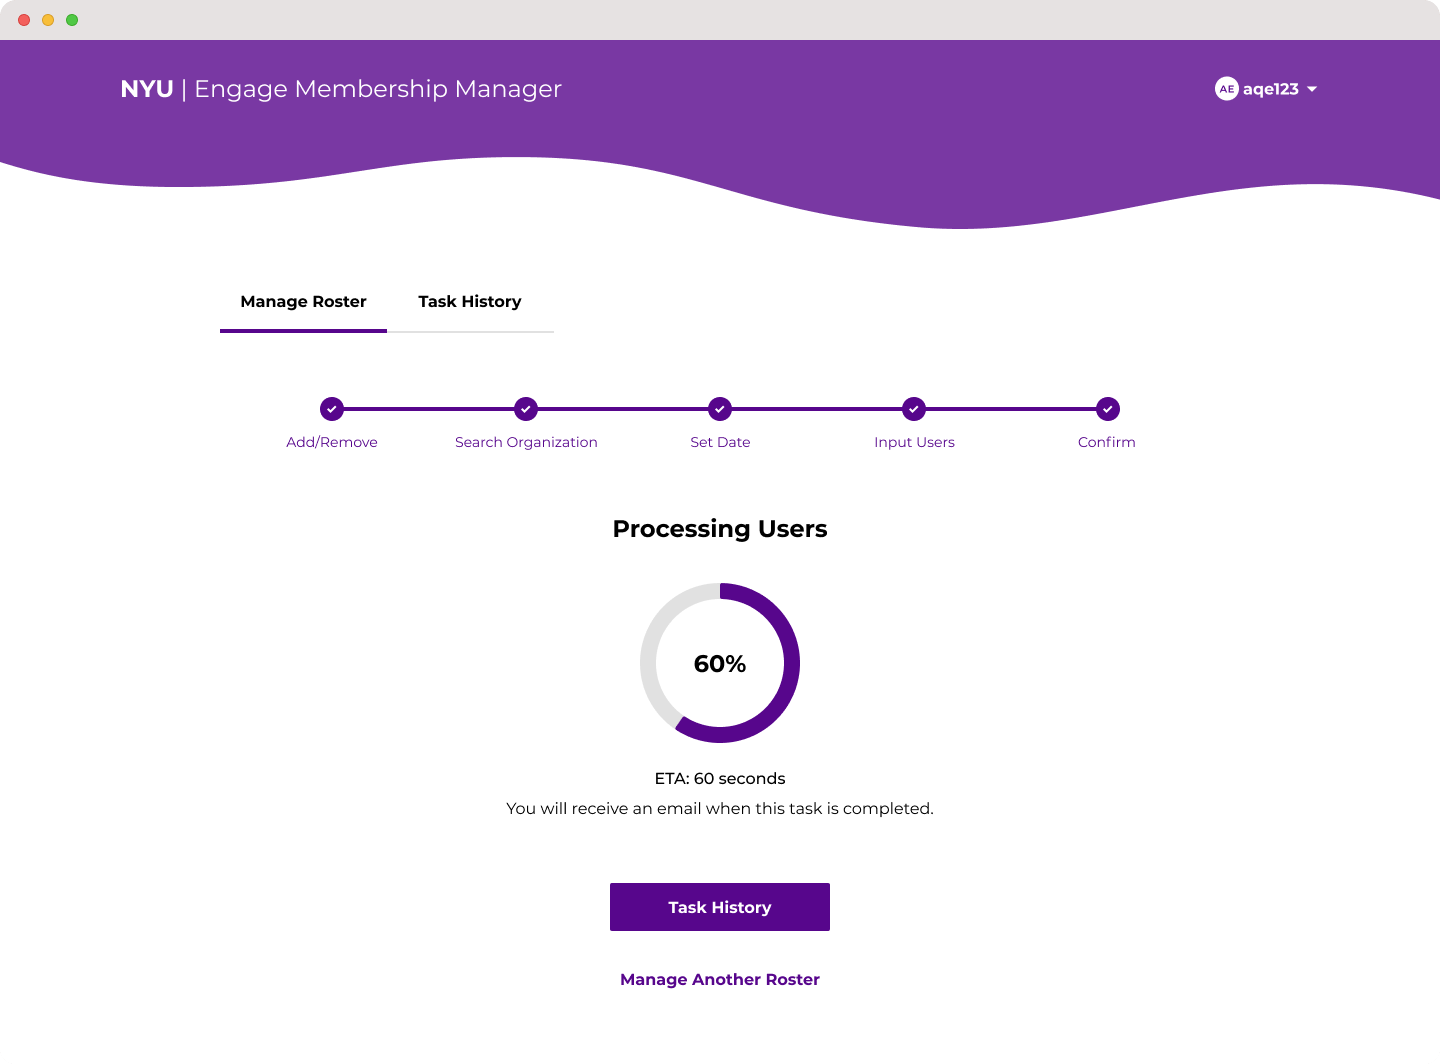 NYU | Engage Membership Manager
AE aqe123
Manage Roster Task History
Add/Remove Search Organization Set Date Input Users Confirm
Processing Users
60%
ETA: 60 seconds
You will receive an email when this task is completed.
Task History
Manage Another Roster